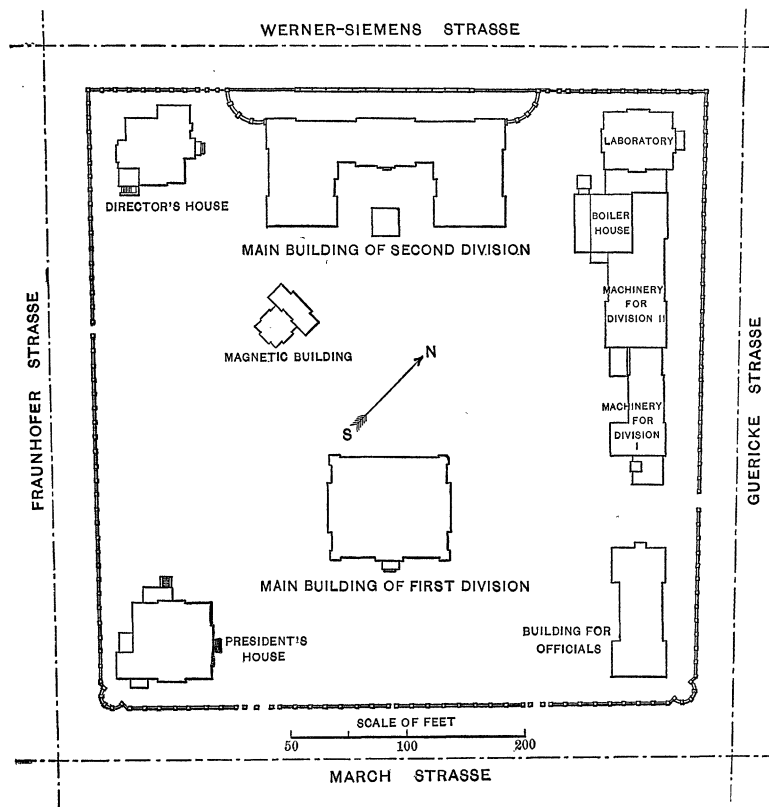 WERNER-SIEMENS STRASSE
LABORATORY
DIRECTOR'S HOUSE
BOILER
HOUSE
MAIN BUILDING OF SECOND DIVISION
MACHINERY
FOR
DIVISION II
FRAUNHOFER STRASSE
GUERICKE STRASSE
MAGNETIC BUILDING
N
S
MACHINERY
FOR
DIVISION
I
MAIN BUILDING OF FIRST DIVISION
PRESIDENT'S
HOUSE
BUILDING FOR
OFFICIALS
SCALE OF FEET
50 100 200
MARCH STRASSE